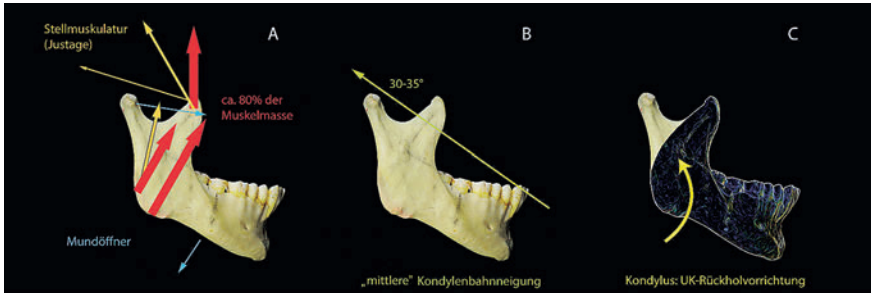 Stellmuskulatur
(Justage)
A
ca. 80% der
Muskelmasse
Mundöffner
B
30-35°
„mittlere" Kondylenbahnneigung
C
Kondylus: UK-Rückholvorrichtung